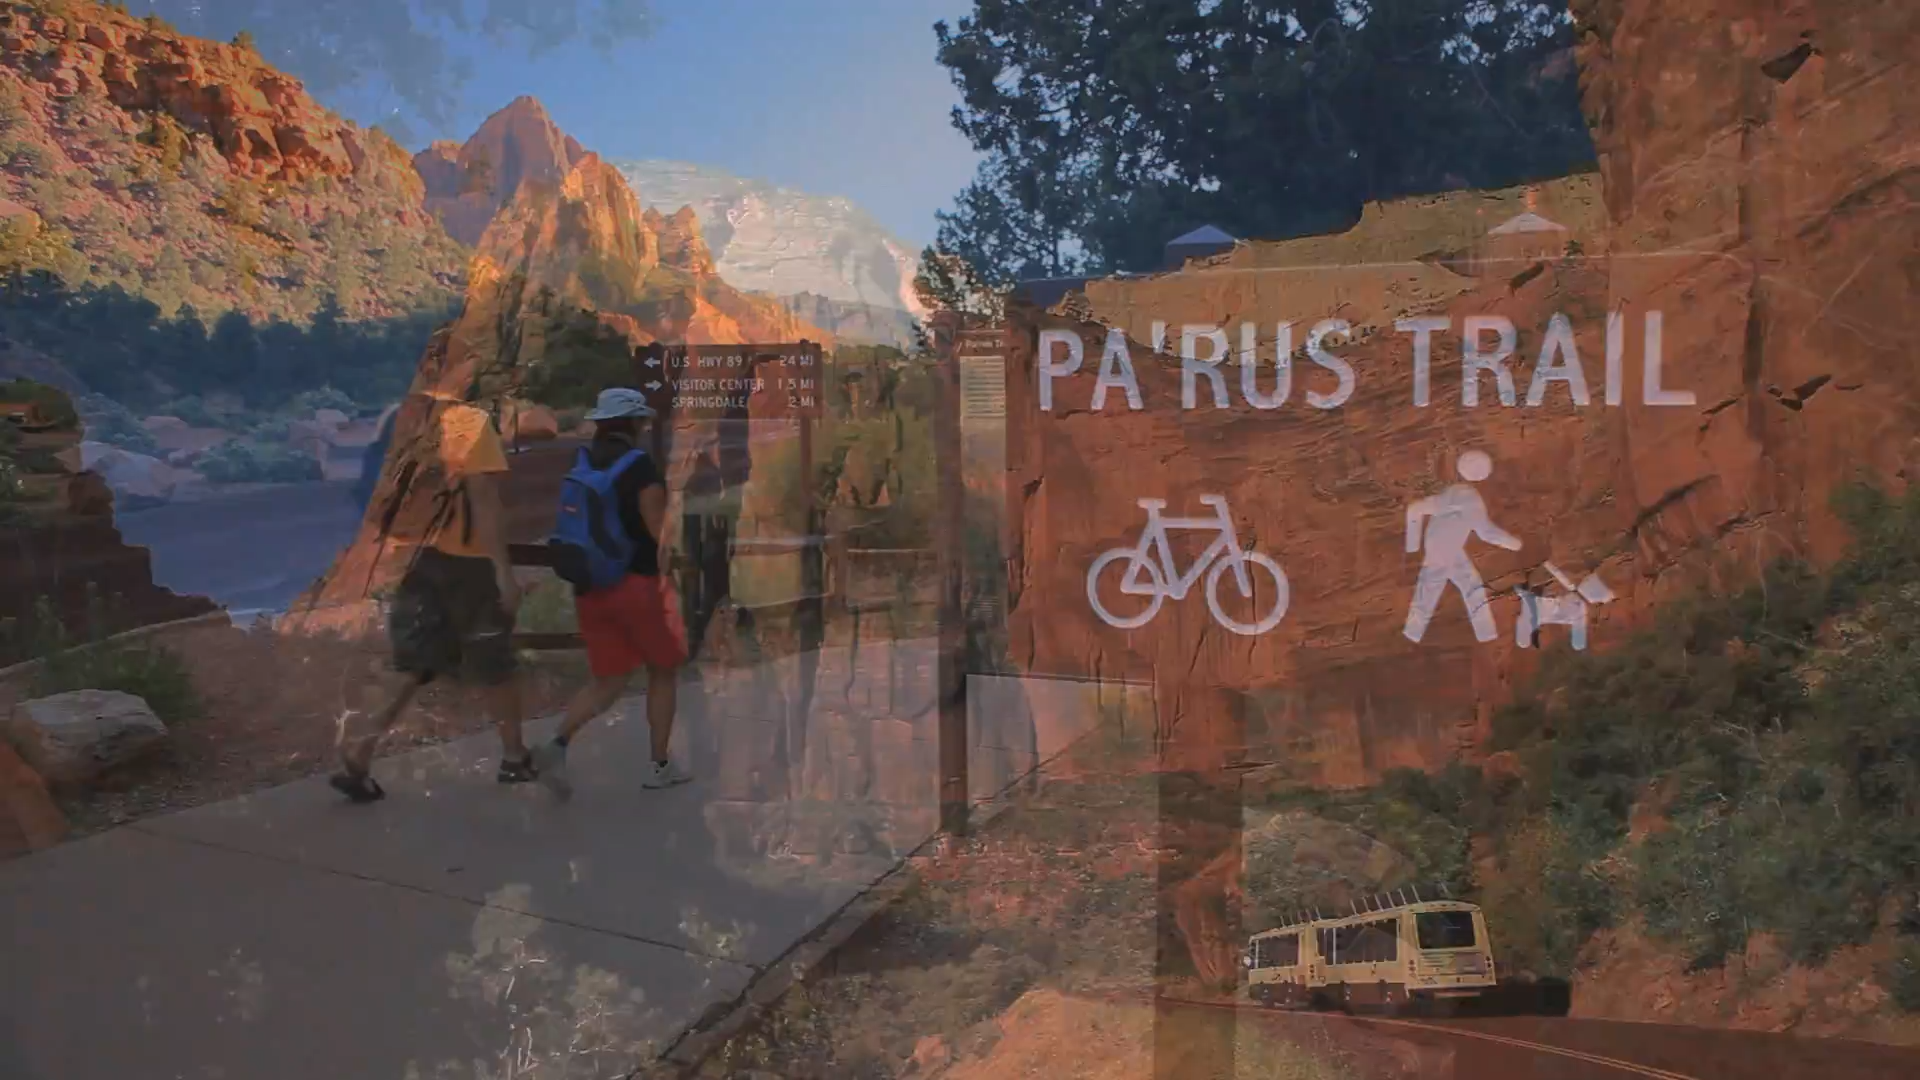 U.S. HWY 89 24 MI
VISITOR CENTER 1.5 MI
SPRINGDALE 2 MI
PA'RUS TRAIL